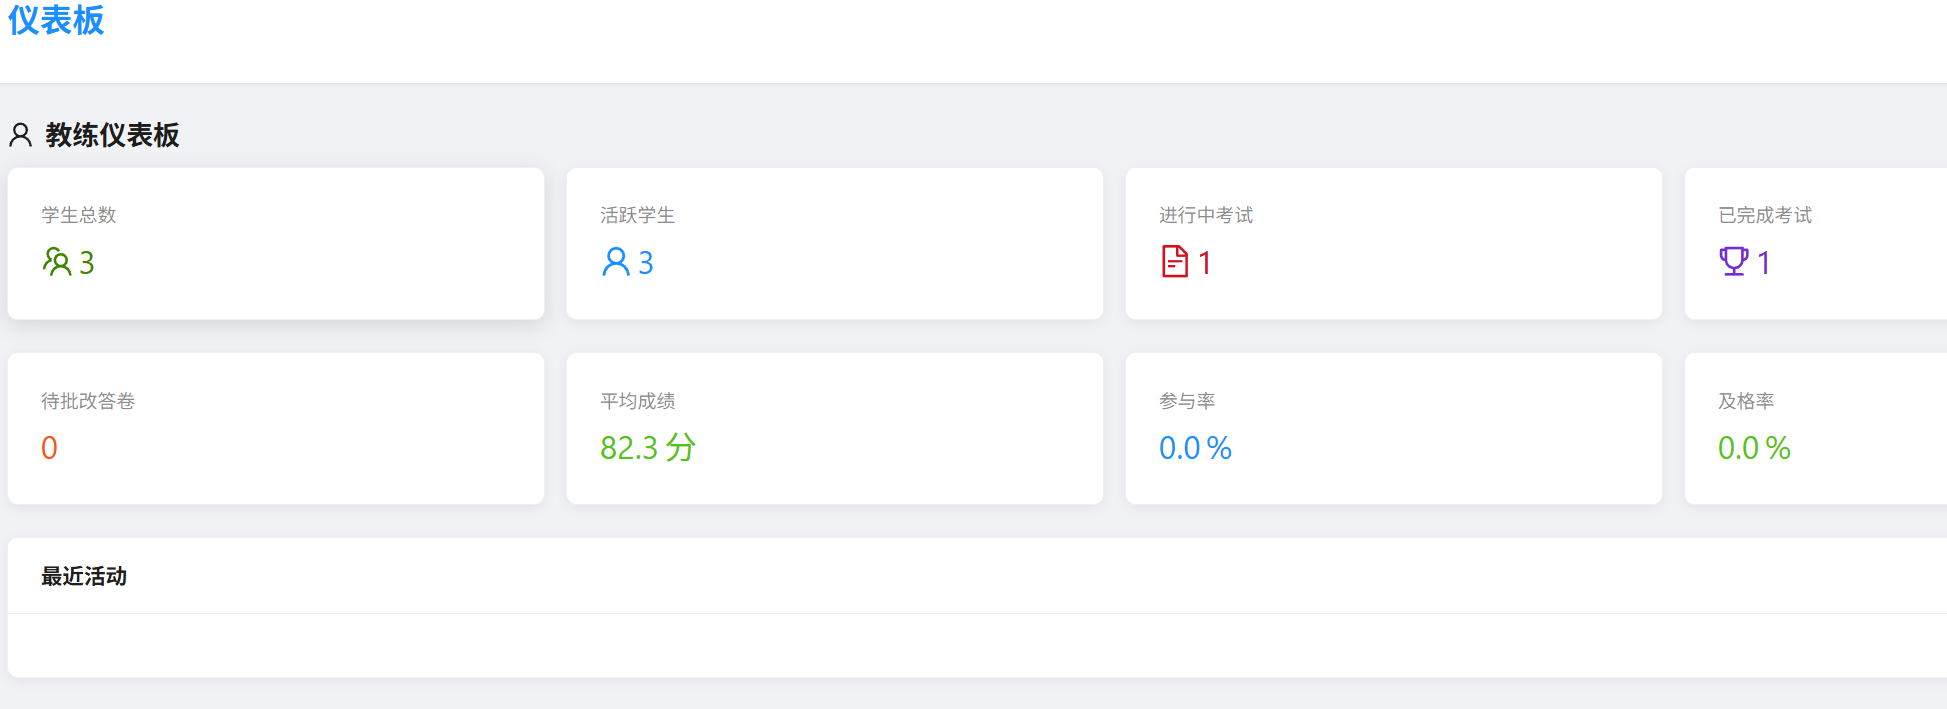 仪表板
教练仪表板
学生总数
3
活跃学生
3
进行中考试
1
已完成考试
1
待批改答卷
0
平均成绩
82.3 分
参与率
0.0 %
及格率
0.0 %
最近活动